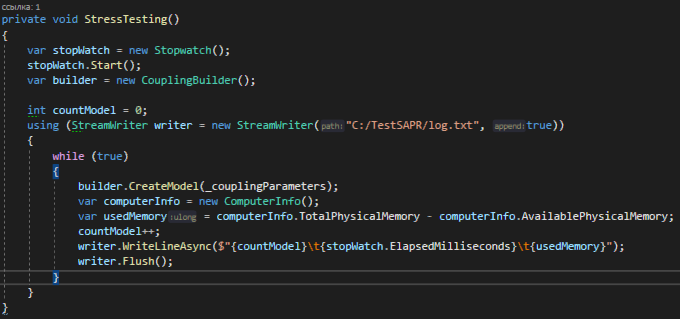 ссылка: 1
private void StressTesting()
{
var stopWatch = new Stopwatch();
stopWatch.Start();
var builder = new CouplingBuilder();
int countModel = 0;
using (StreamWriter writer = new StreamWriter(path: "C:/TestSAPR/log.txt", append: true))
{
while (true)
{
builder.CreateModel(_couplingParameters);
var computerInfo = new ComputerInfo();
var usedMemory :ulong = computerInfo.TotalPhysicalMemory - computerInfo.AvailablePhysicalMemory;
countModel++;
writer.WriteLineAsync($"{countModel}\t{stopWatch.ElapsedMilliseconds}\t{usedMemory}");
writer.Flush();
}
}
}